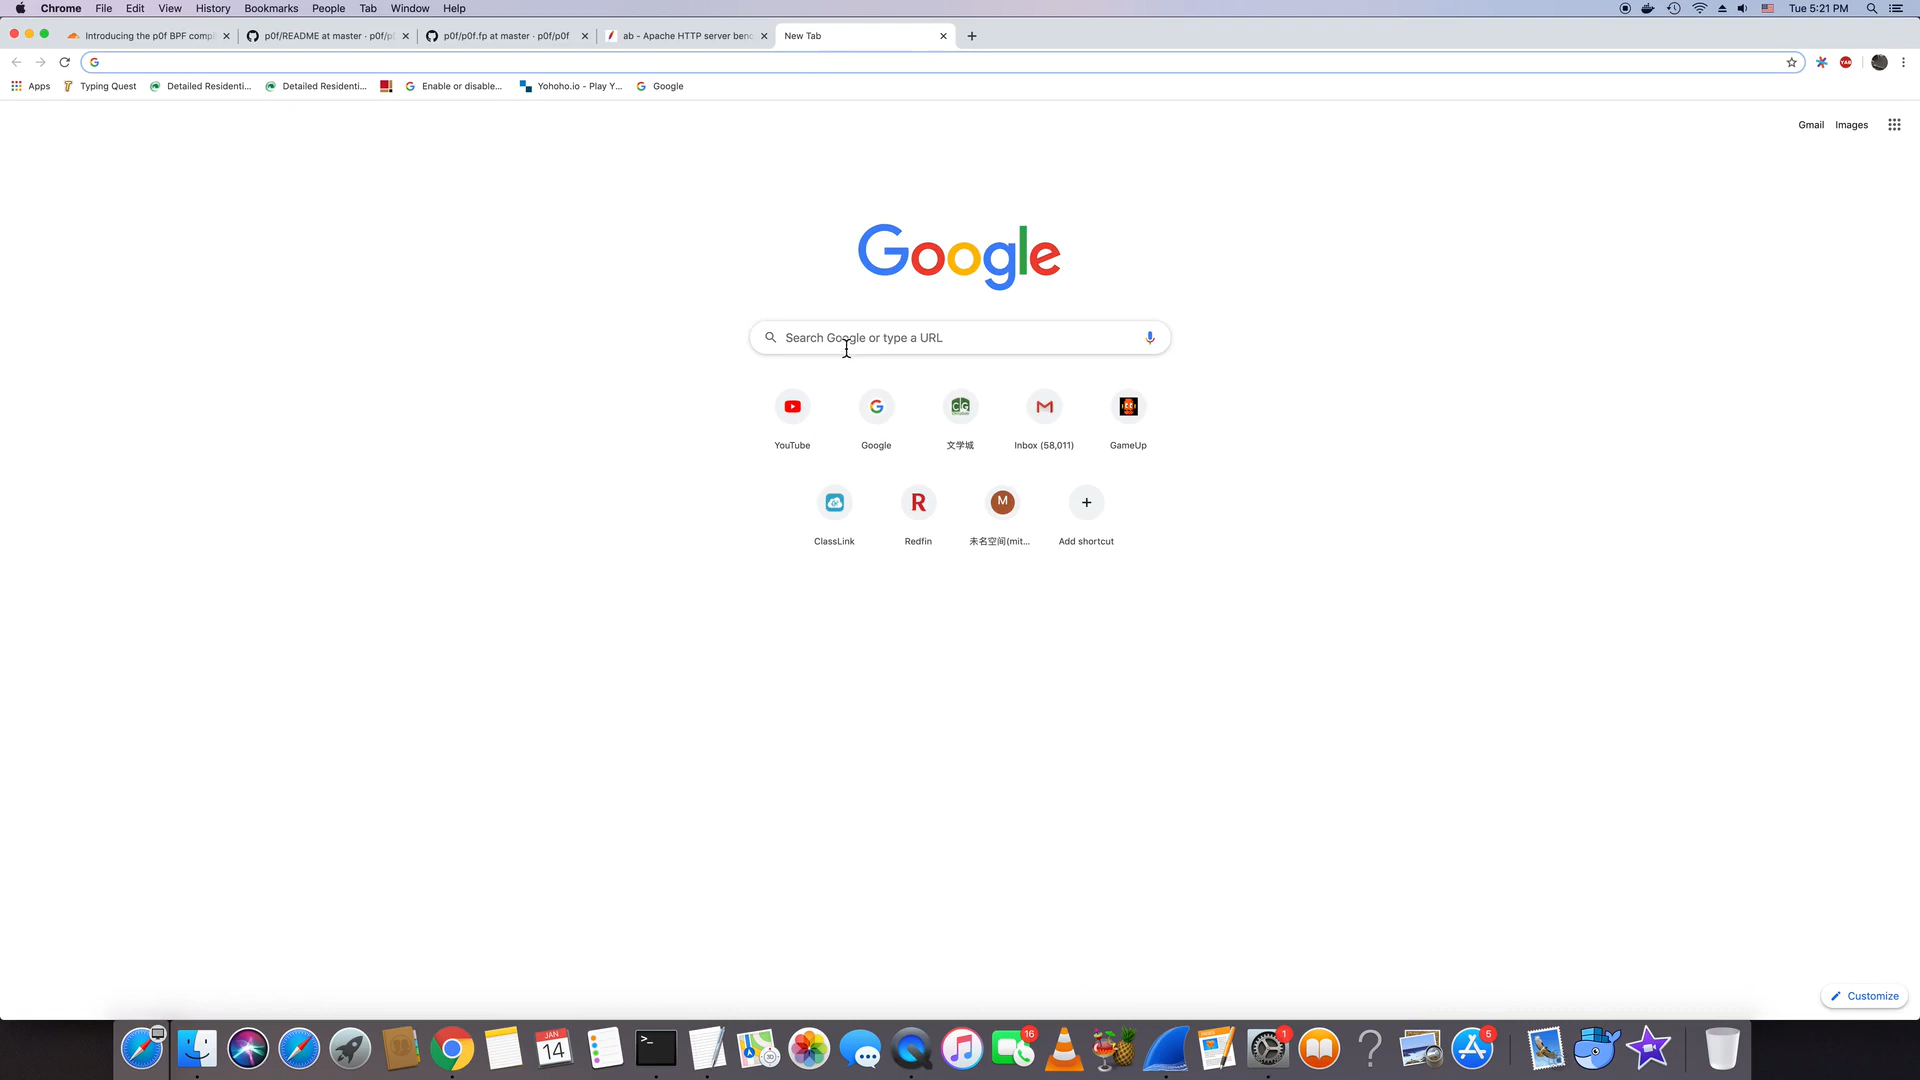 Chrome File Edit View History Bookmarks People Tab Window Help Tue 5:21 PM
Introducing the p0f BPF compi p0f/README at master · p0f/p p0f/p0f.fp at master · p0f/p0f ab - Apache HTTP server benc New Tab
Apps Typing Quest Detailed Residenti... Detailed Residenti... Enable or disable... Yohoho.io - Play Y... Google
Gmail Images
Google
Search Google or type a URL
YouTube Google 文学城 Inbox (58,011) GameUp
M
ClassLink Redfin 未名空间(mit... Add shortcut
Customize
JAN
14
16
1
5